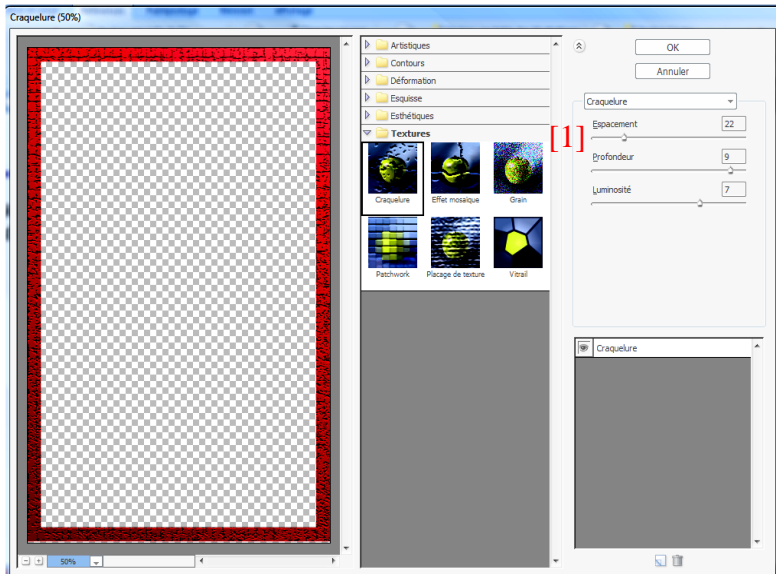 Craquelure (50%)
Artistiques
Contours
Déformation
Esquisse
Esthétiques
Textures
Craquelure
Effet mosaïque
Grain
Patchwork
Placage de texture
Vitrail
50%
[1]
OK
Annuler
Craquelure
Espacement 22
Profondeur 9
Luminosité 7
Craquelure